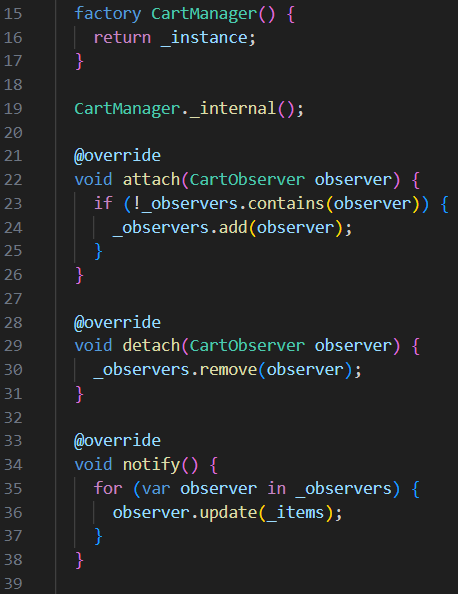 15 factory CartManager() {
16 return _instance;
17 }
18
19 CartManager._internal();
20
21 @override
22 void attach(CartObserver observer) {
23 if (!_observers.contains(observer)) {
24 _observers.add(observer);
25 }
26 }
27
28 @override
29 void detach(CartObserver observer) {
30 _observers.remove(observer);
31 }
32
33 @override
34 void notify() {
35 for (var observer in _observers) {
36 observer.update(_items);
37 }
38 }
39